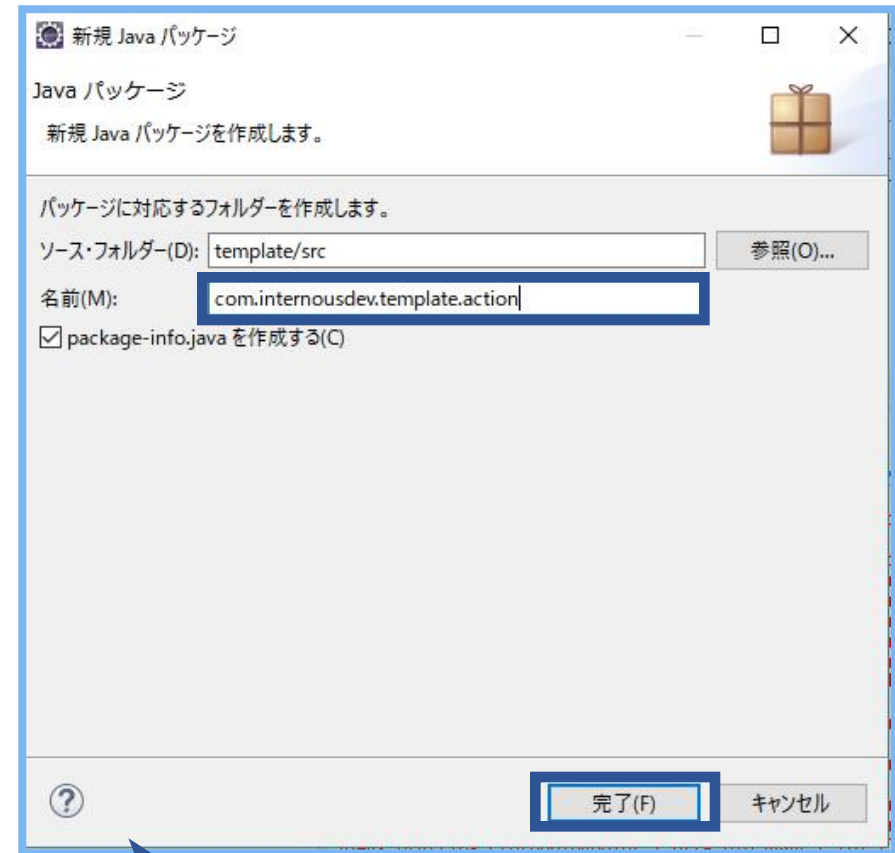 新規 Java パッケージ
Java パッケージ
新規 Java パッケージを作成します。
パッケージに対応するフォルダーを作成します。
ソース・フォルダー(D): template/src 参照(O)...
名前(M): com.internousdev.template.action
package-info.java を作成する(C)
完了(F) キャンセル